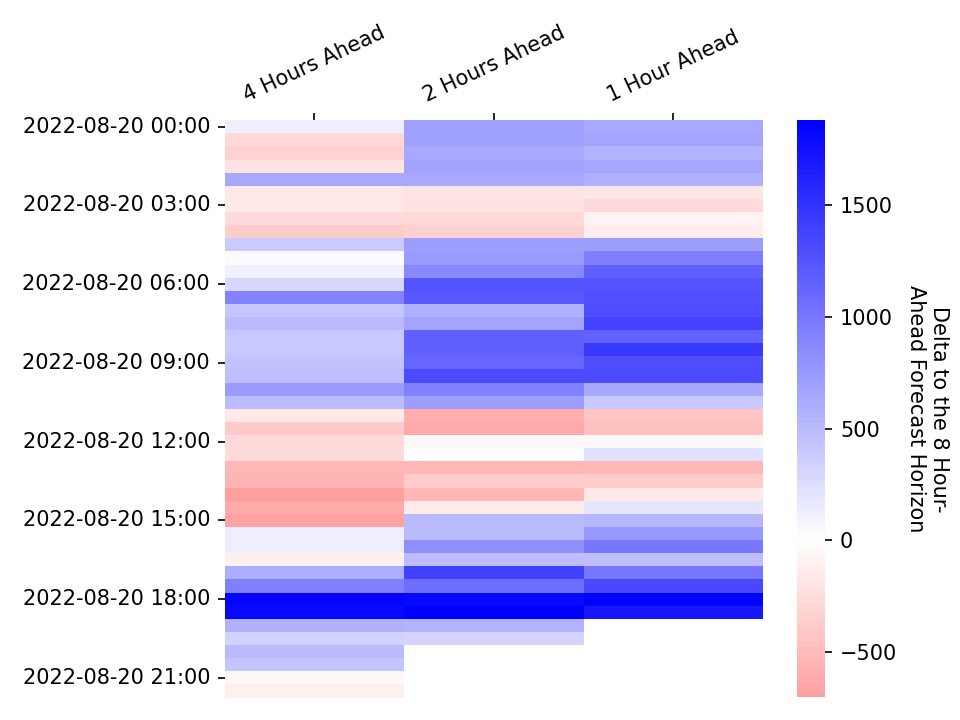 4 Hours Ahead
2 Hours Ahead
1 Hour Ahead
2022-08-20 00:00
2022-08-20 03:00
2022-08-20 06:00
2022-08-20 09:00
2022-08-20 12:00
2022-08-20 15:00
2022-08-20 18:00
2022-08-20 21:00
1500
1000
500
0
−500
Delta to the 8 Hour-
Ahead Forecast Horizon